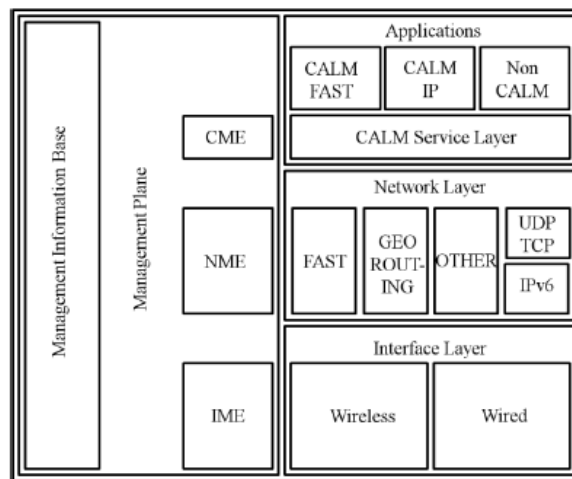 Management Information Base
Management Plane
CME
NME
IME
Applications
CALM
FAST
CALM
IP
Non
CALM
CALM Service Layer
Network Layer
FAST
GEO
ROUT-
ING
OTHER
UDP
TCP
IPv6
Interface Layer
Wireless
Wired